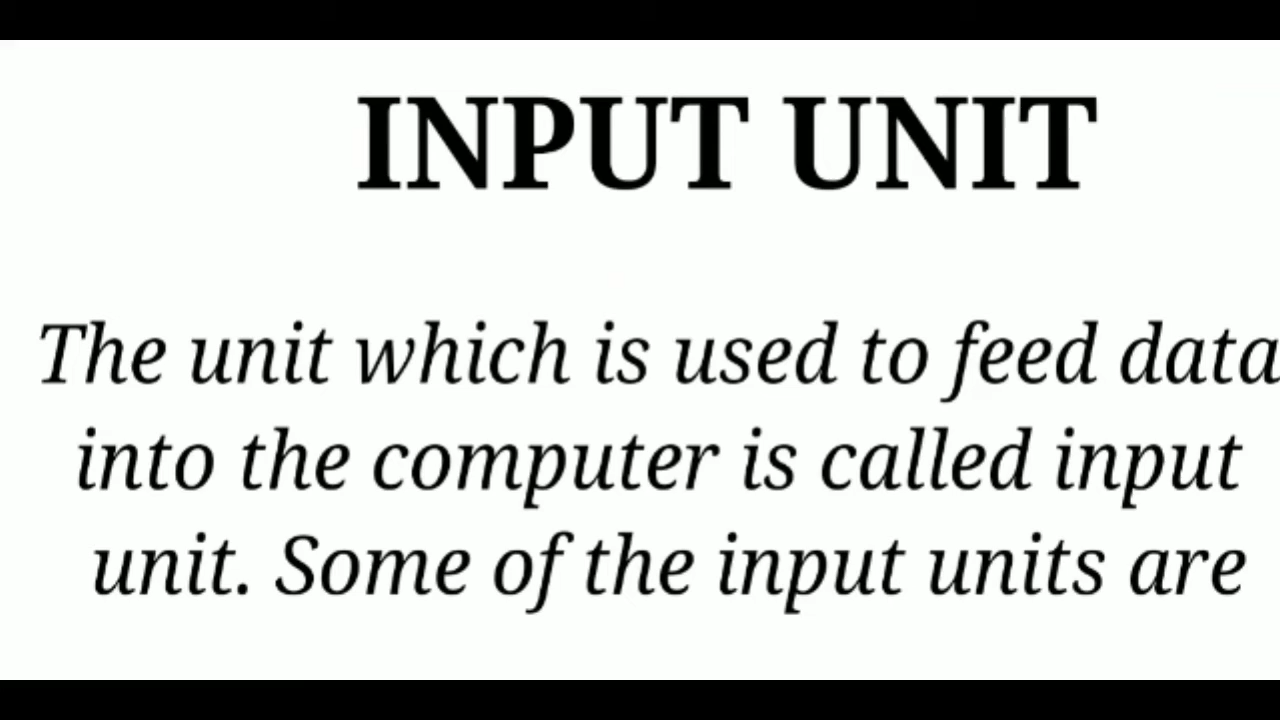 INPUT UNIT
The unit which is used to feed data
into the computer is called input
unit. Some of the input units are